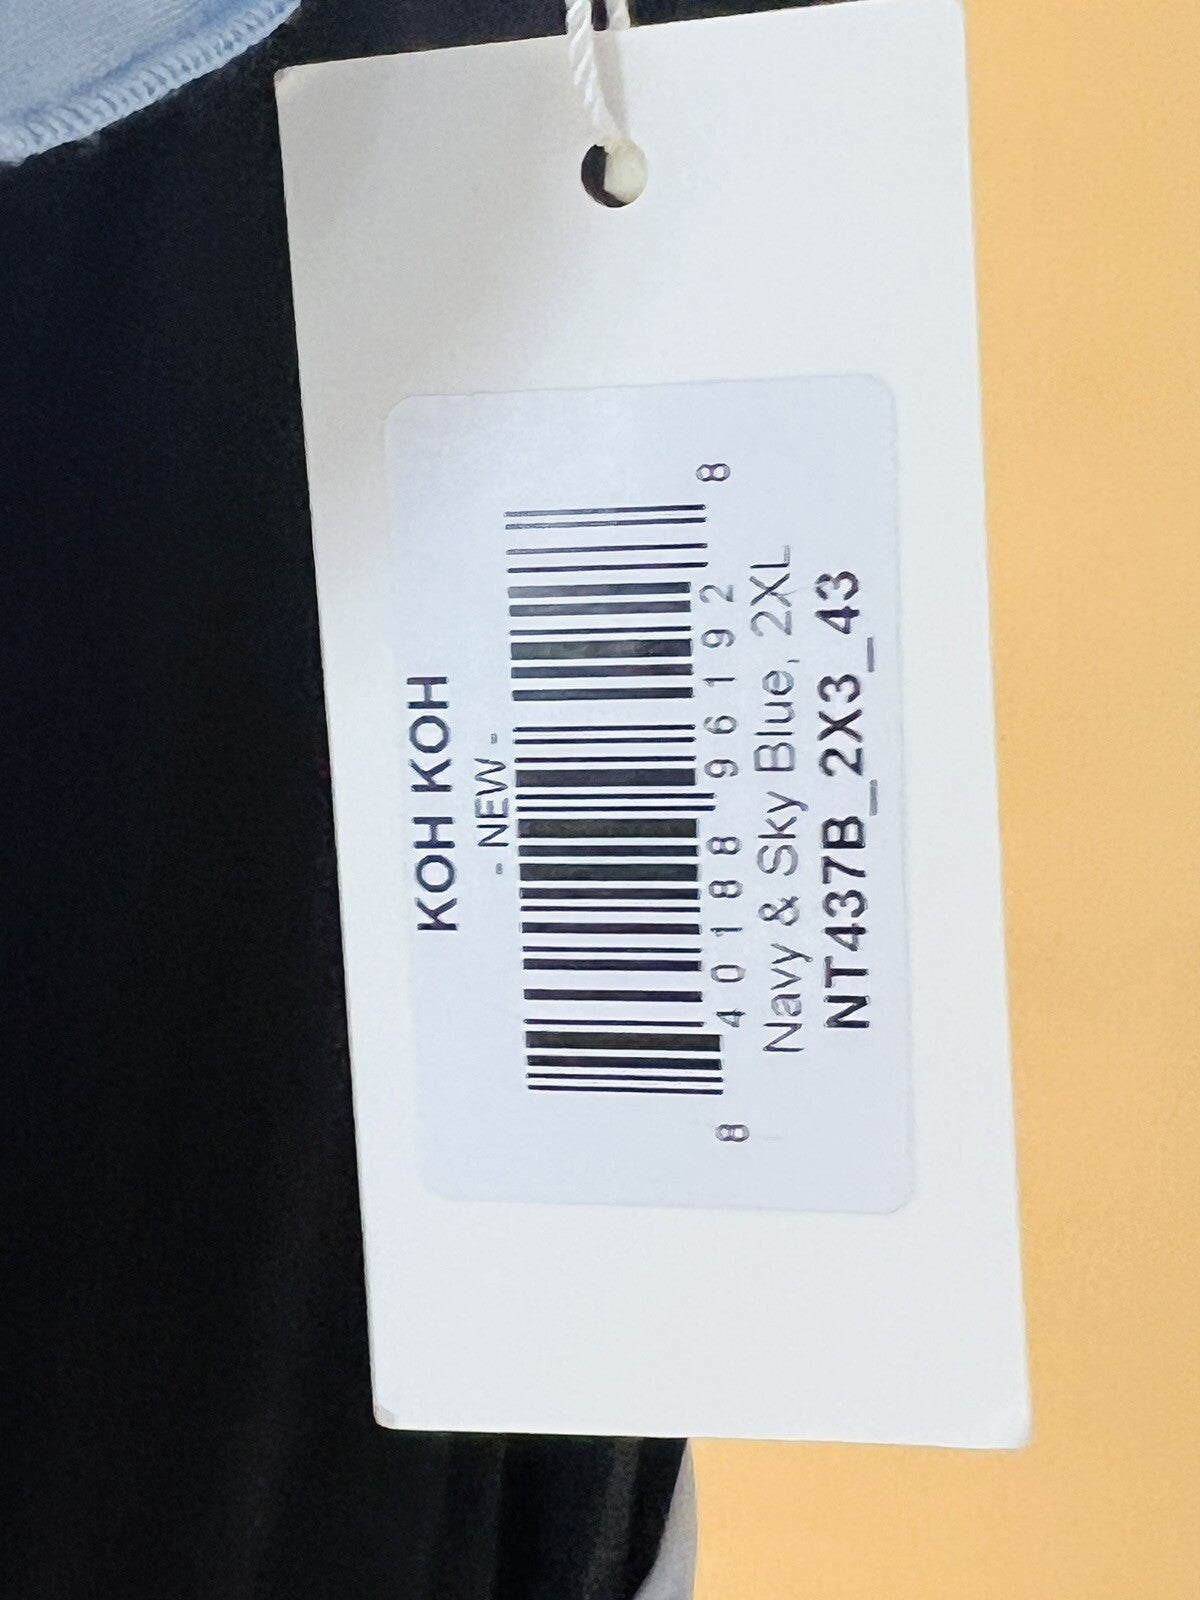 KOH KOH
- NEW -
8 40188 96192 8
Navy & Sky Blue, 2XL
NT437B_2X3_43